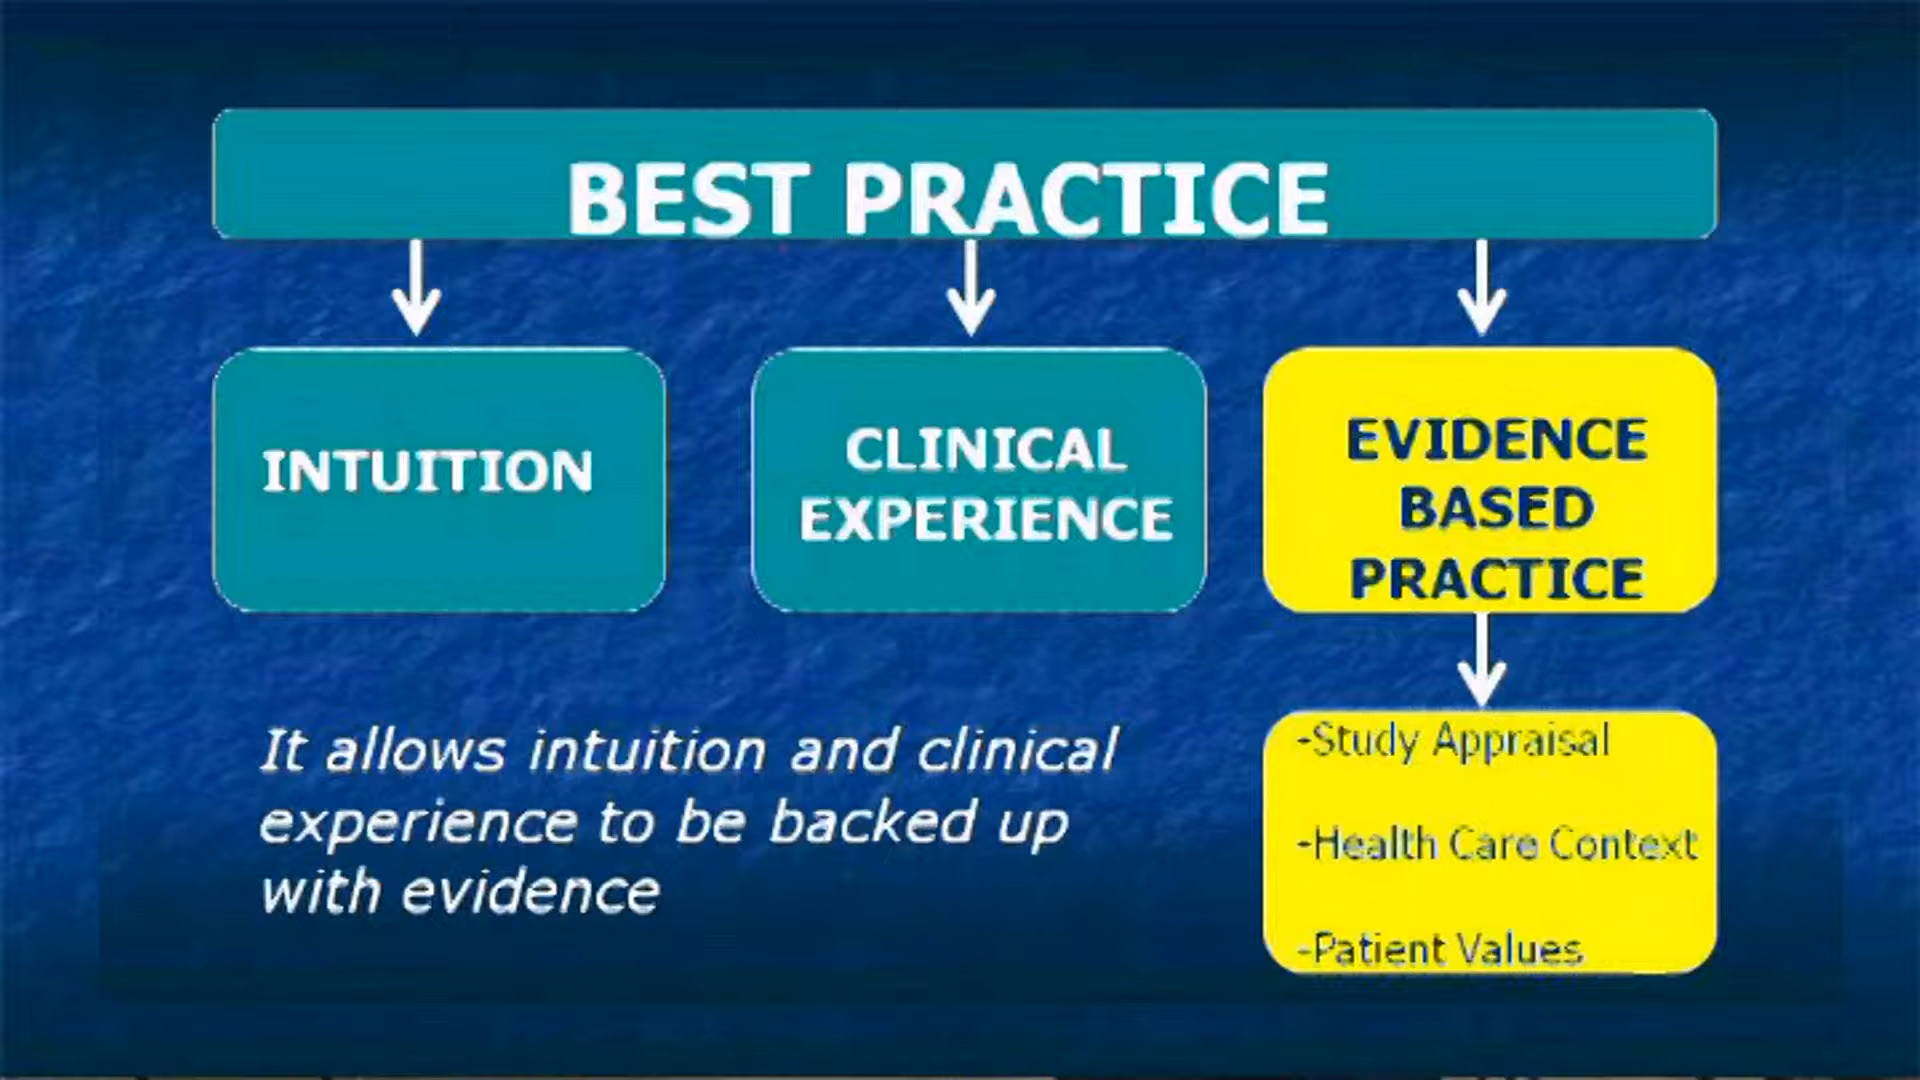 BEST PRACTICE
INTUITION
CLINICAL
EXPERIENCE
EVIDENCE
BASED
PRACTICE
It allows intuition and clinical
experience to be backed up
with evidence
-Study Appraisal
-Health Care Context
-Patient Values